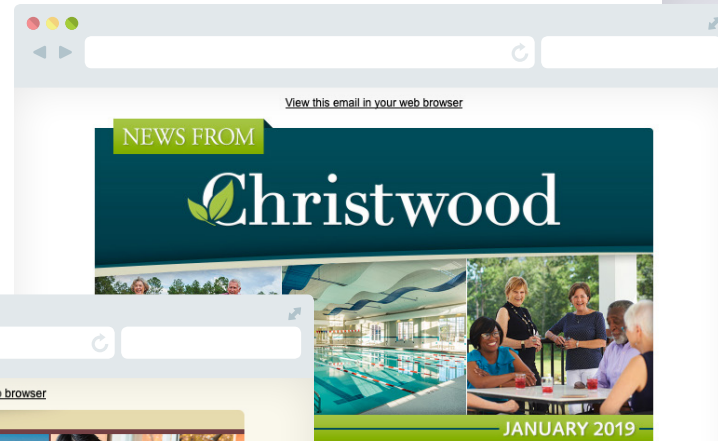 View this email in your web browser
NEWS FROM
Christwood
browser
JANUARY 2019